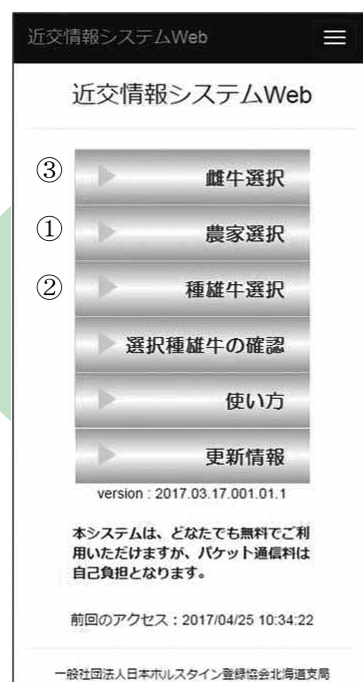 近交情報システムWeb
近交情報システムWeb
③ 雌牛選択
① 農家選択
② 種雄牛選択
選択種雄牛の確認
使い方
更新情報
version : 2017.03.17.001.01.1
本システムは、どなたでも無料でご利
用いただけますが、パケット通信料は
自己負担となります。
前回のアクセス：2017/04/25 10:34:22
一般社団法人日本ホルスタイン登録協会北海道支局